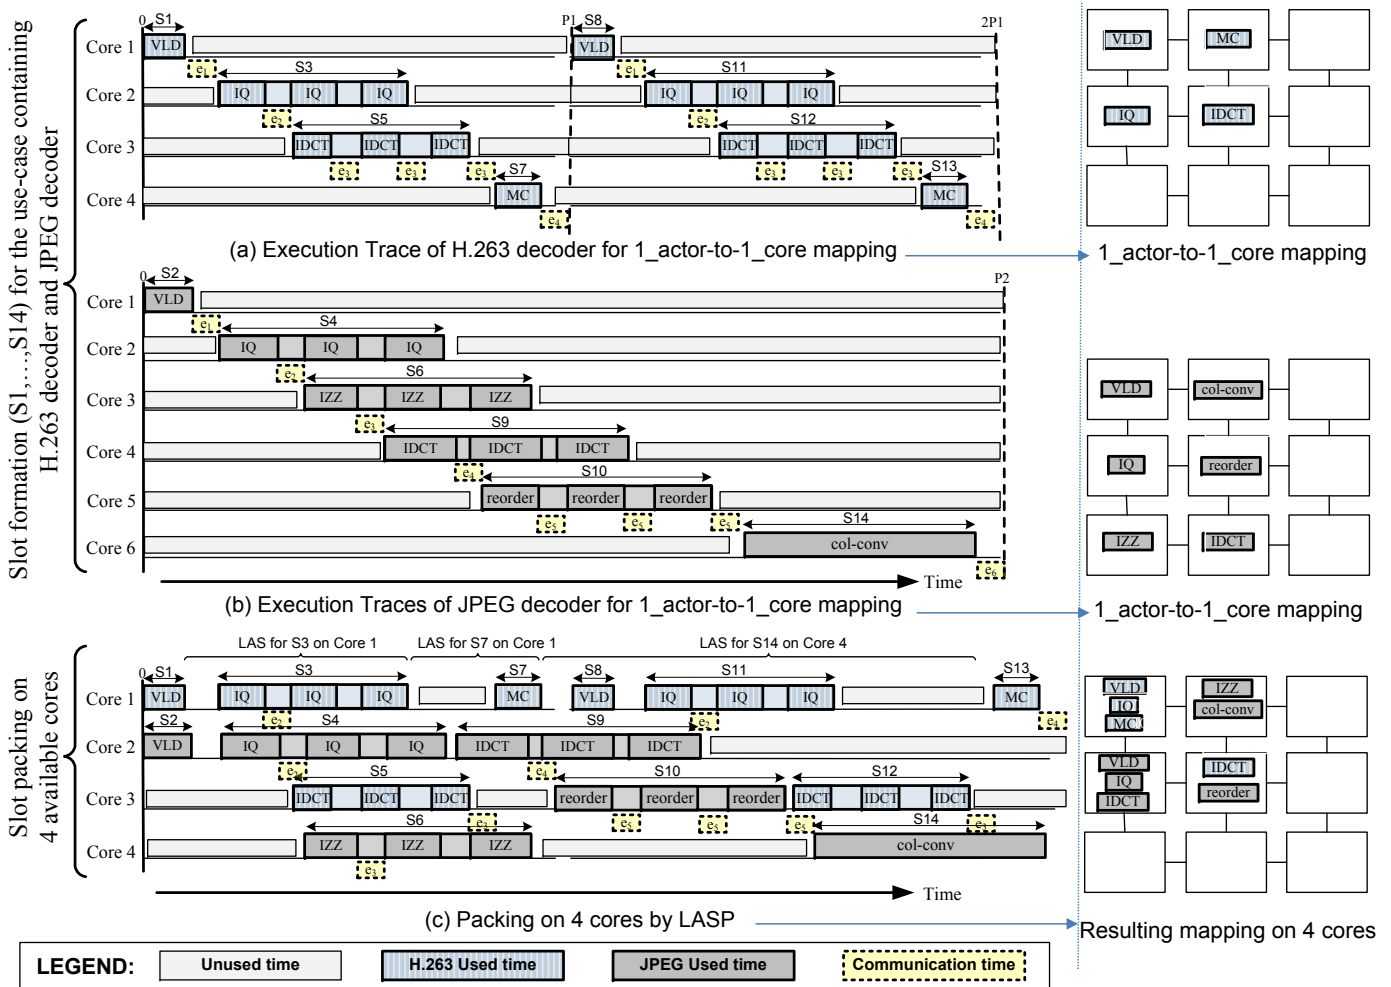 Slot formation (S1,...,S14) for the use-case containing
H.263 decoder and JPEG decoder
0 S1 P1 S8 2P1
Core 1 VLD VLD
e1 S3 e1 S11
Core 2 IQ IQ IQ IQ IQ IQ
e2 S5 e2 S12
Core 3 IDCT IDCT IDCT IDCT IDCT IDCT
e3 e3 e3 S7 e3 e3 e3 S13
Core 4 MC MC
e4 e4
(a) Execution Trace of H.263 decoder for 1_actor-to-1_core mapping
VLD MC
IQ IDCT
1_actor-to-1_core mapping
0 S2 P2
Core 1 VLD
e1 S4
Core 2 IQ IQ IQ
e2 S6
Core 3 IZZ IZZ IZZ
e3 S9
Core 4 IDCT IDCT IDCT
e4 S10
Core 5 reorder reorder reorder
e5 e5 e5 S14
Core 6 col-conv
e6
Time
(b) Execution Traces of JPEG decoder for 1_actor-to-1_core mapping
VLD col-conv
IQ reorder
IZZ IDCT
1_actor-to-1_core mapping
Slot packing on
4 available cores
LAS for S3 on Core 1 LAS for S7 on Core 1 LAS for S14 on Core 4
0 S1 S3 S7 S8 S11 S13
Core 1 VLD IQ IQ IQ MC VLD IQ IQ IQ MC
S2 e2 S4 S9 e2 e4
Core 2 VLD IQ IQ IQ IDCT IDCT IDCT
e2 S5 e4 S10 S12
Core 3 IDCT IDCT IDCT reorder reorder reorder IDCT IDCT IDCT
S6 e3 e5 e5 e5 S14 e3
Core 4 IZZ IZZ IZZ col-conv
e3
Time
(c) Packing on 4 cores by LASP
VLD IZZ
IQ col-conv
MC
VLD IDCT
IQ reorder
IDCT
Resulting mapping on 4 cores
LEGEND: Unused time H.263 Used time JPEG Used time Communication time